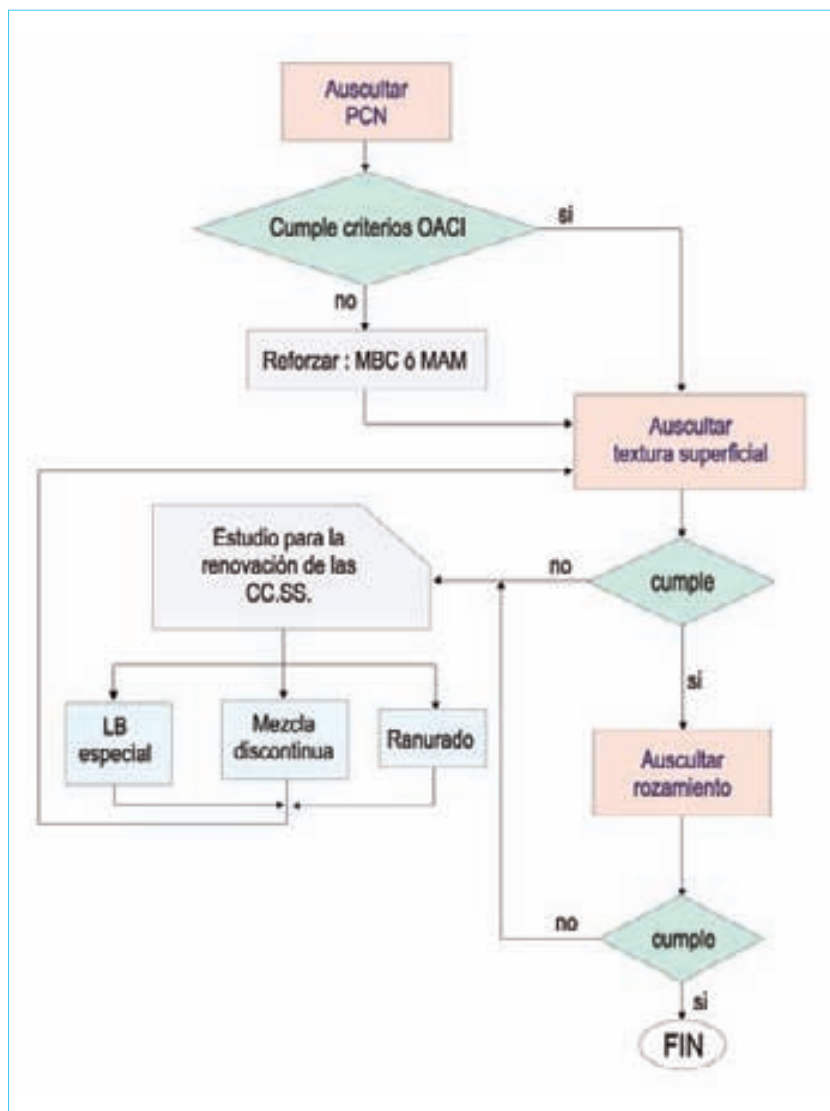 Auscultar
PCN
Cumple criterios OACI
si
no
Reforzar : MBC ó MAM
Auscultar
textura superficial
Estudio para la
renovación de las
CC.SS.
no
cumple
si
LB
especial
Mezcla
discontinua
Ranurado
Auscultar
rozamiento
no
cumple
si
FIN